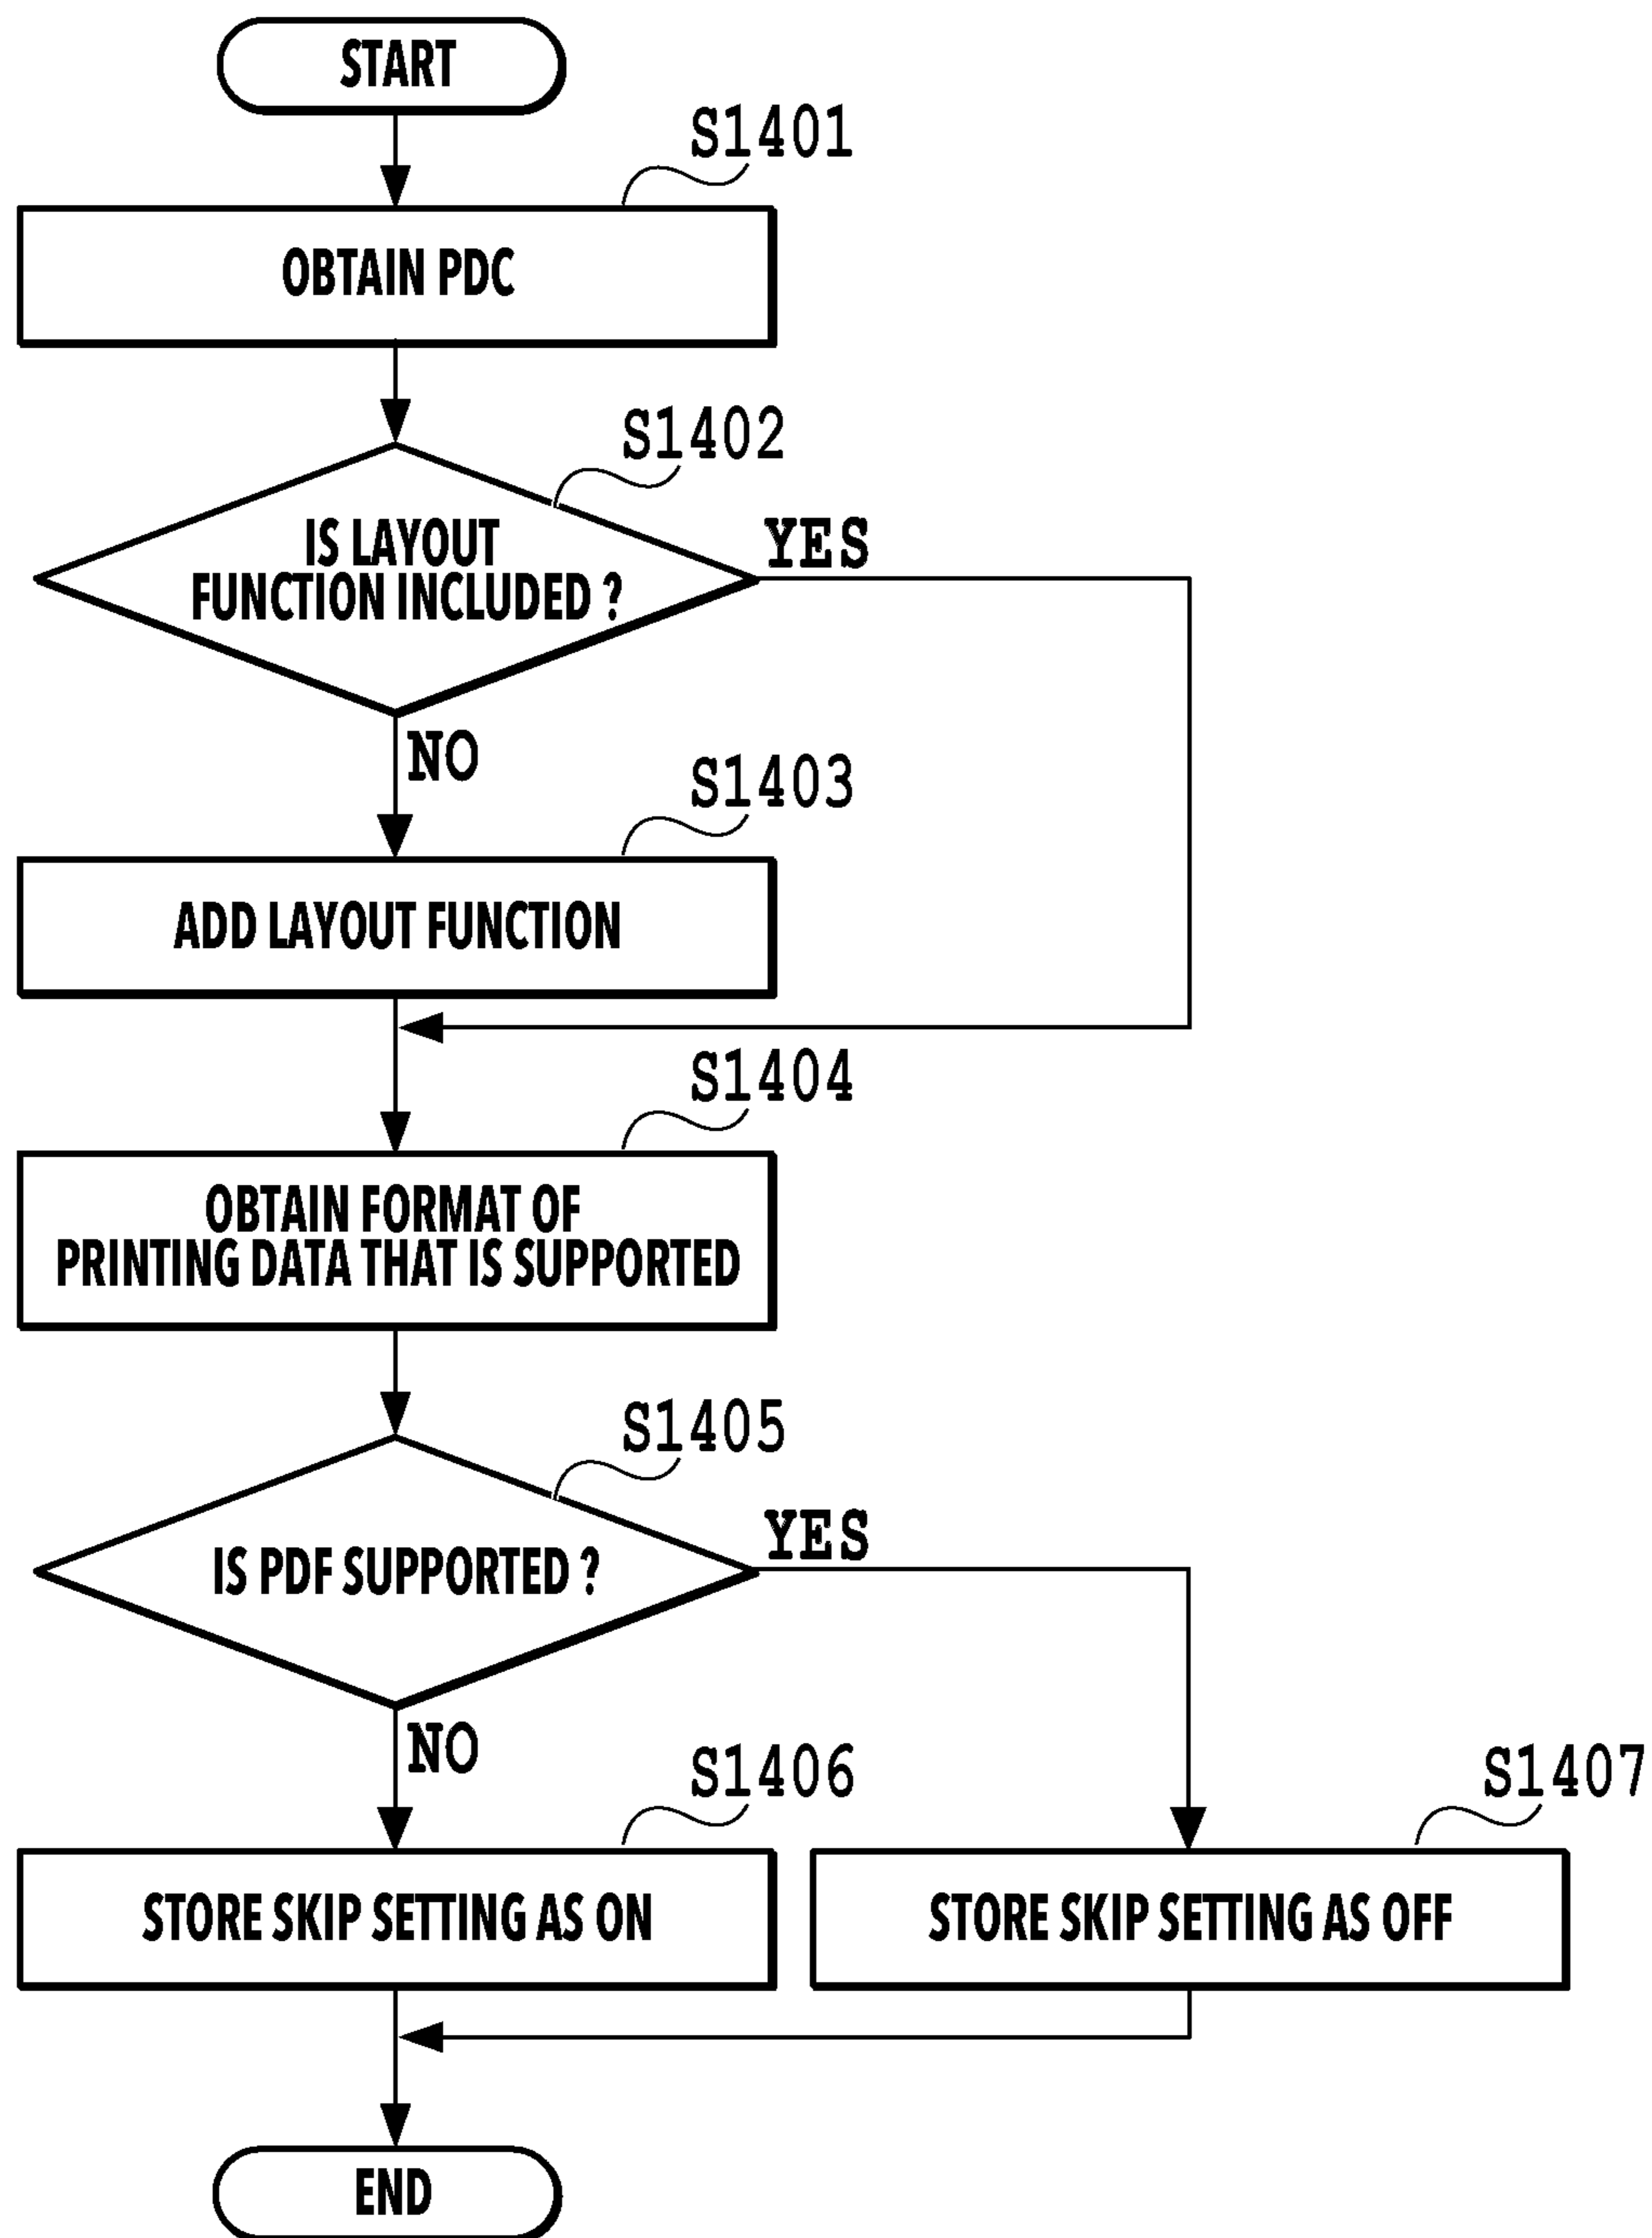 START
S1401
OBTAIN PDC
S1402
IS LAYOUT
FUNCTION INCLUDED ?
YES
NO
S1403
ADD LAYOUT FUNCTION
S1404
OBTAIN FORMAT OF
PRINTING DATA THAT IS SUPPORTED
S1405
IS PDF SUPPORTED ?
YES
NO
S1406
S1407
STORE SKIP SETTING AS ON
STORE SKIP SETTING AS OFF
END